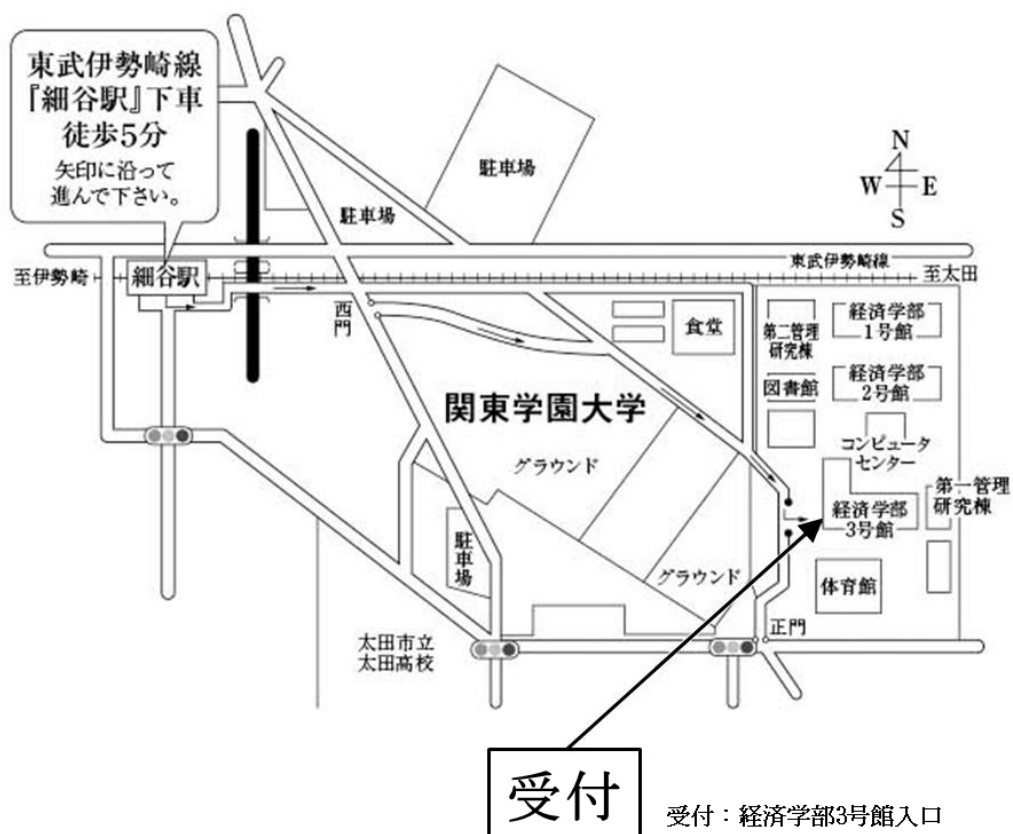 東武伊勢崎線
『細谷駅』下車
徒歩5分
矢印に沿って
進んで下さい。
駐車場
駐車場
N
W E
S
東武伊勢崎線
至伊勢崎
細谷駅
至太田
西門
食堂
第二管理
研究棟
経済学部
1号館
図書館
経済学部
2号館
関東学園大学
グラウンド
コンピュータ
センター
第一管理
研究棟
経済学部
3号館
駐車場
グラウンド
体育館
正門
太田市立
太田高校
受付
受付：経済学部3号館入口